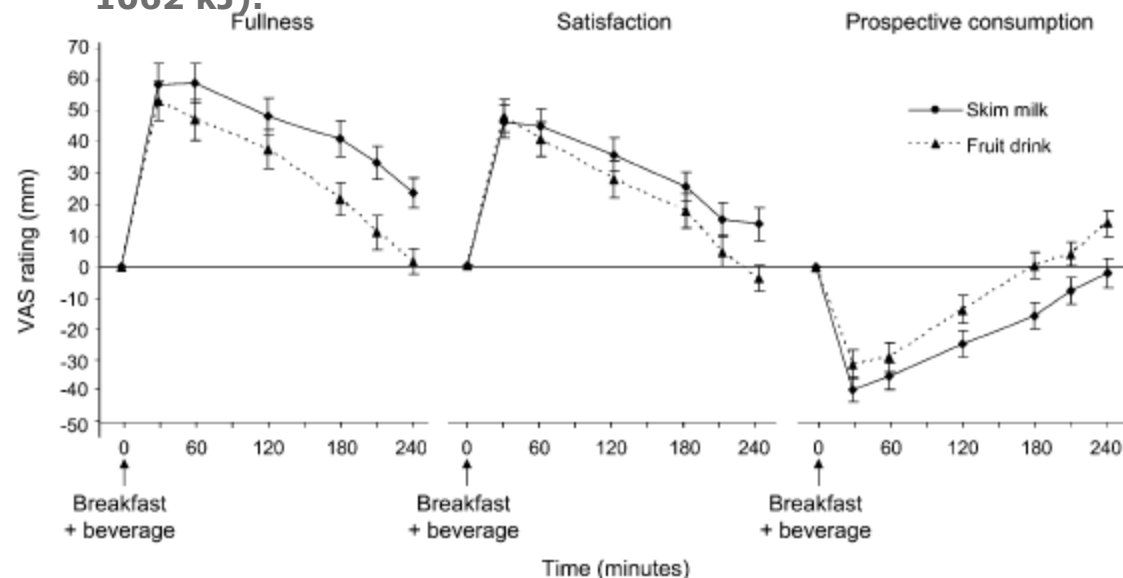 1062 kJ).
Fullness
Satisfaction
Prospective consumption
VAS rating (mm)
70
60
50
40
30
20
10
0
-10
-20
-30
-40
-50
Skim milk
Fruit drink
0 60 120 180 240
0 60 120 180 240
0 60 120 180 240
Breakfast
+ beverage
Breakfast
+ beverage
Breakfast
+ beverage
Time (minutes)